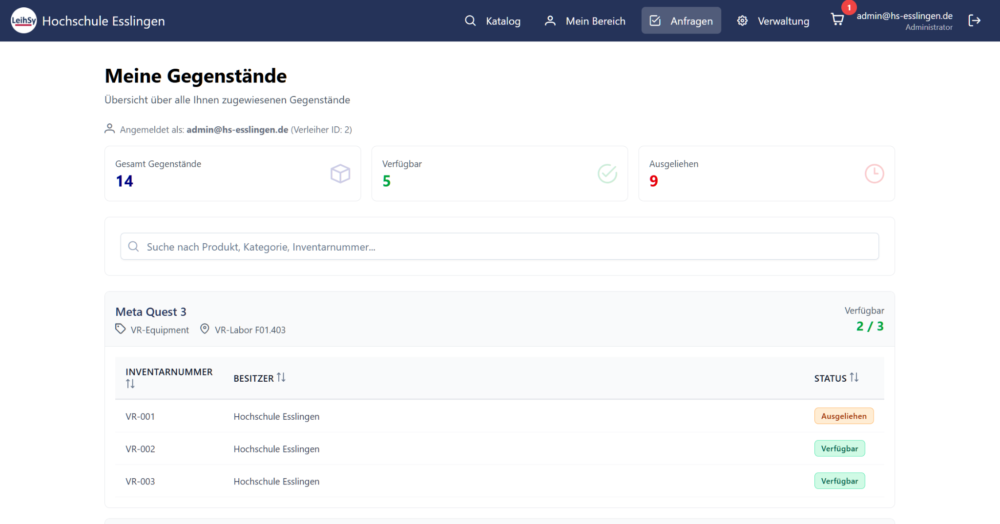 LeihSy Hochschule Esslingen
Katalog
Mein Bereich
Anfragen
Verwaltung
1
admin@hs-esslingen.de
Administrator
Meine Gegenstände
Übersicht über alle Ihnen zugewiesenen Gegenstände
Angemeldet als: admin@hs-esslingen.de (Verleiher ID: 2)
Gesamt Gegenstände
14
Verfügbar
5
Ausgeliehen
9
Suche nach Produkt, Kategorie, Inventarnummer...
Meta Quest 3
VR-Equipment VR-Labor F01.403
Verfügbar
2 / 3
INVENTARNUMMER BESITZER STATUS
VR-001 Hochschule Esslingen Ausgeliehen
VR-002 Hochschule Esslingen Verfügbar
VR-003 Hochschule Esslingen Verfügbar